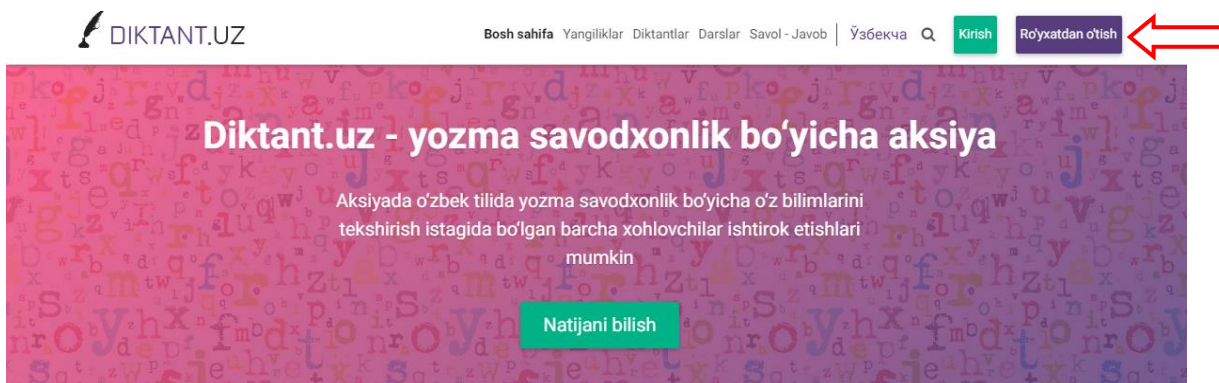 DIKTANT.UZ
Bosh sahifa Yangiliklar Diktantlar Darslar Savol - Javob Ўзбекча Kirish Ro'yxatdan o'tish
Diktant.uz - yozma savodxonlik bo‘yicha aksiya
Aksiyada o‘zbek tilida yozma savodxonlik bo‘yicha o‘z bilimlarini
tekshirish istagida bo‘lgan barcha xohlovchilar ishtirok etishlari
mumkin
Natijani bilish